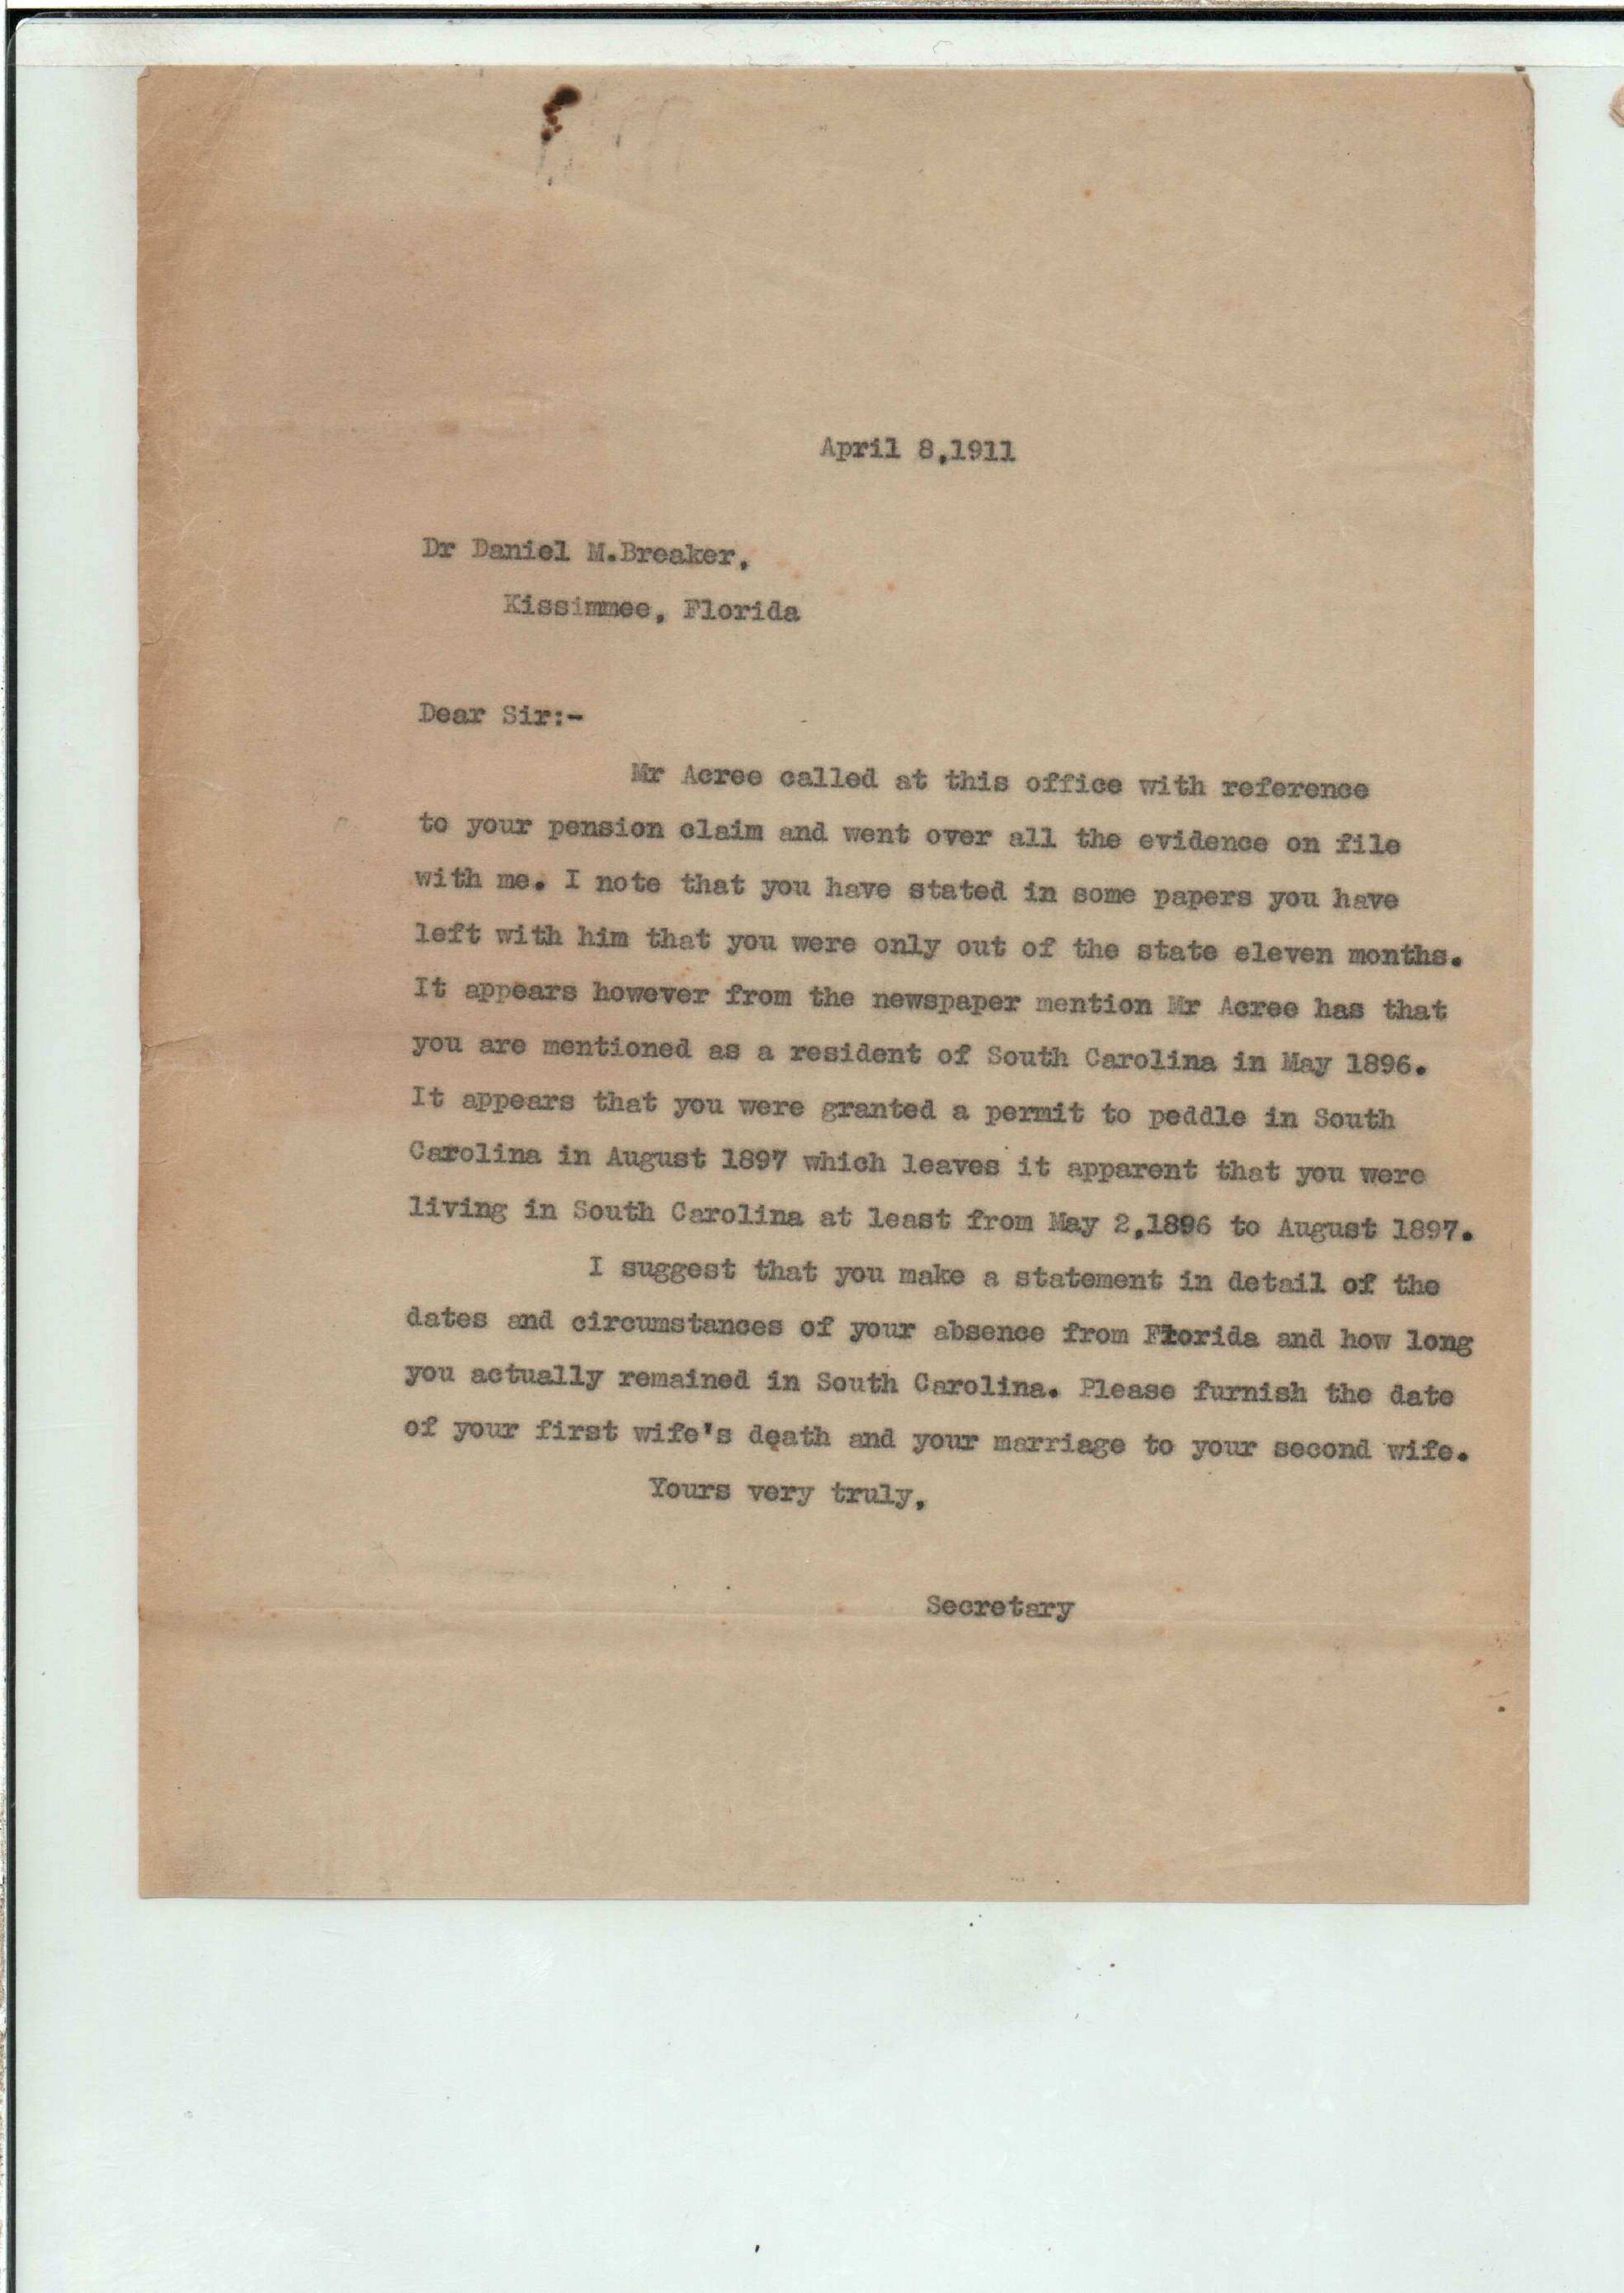 April 8,1911
Dr Daniel M.Breaker,
Kissimmee, Florida
Dear Sir:-
Mr Acree called at this office with reference
to your pension claim and went over all the evidence on file
with me. I note that you have stated in some papers you have
left with him that you were only out of the state eleven months.
It appears however from the newspaper mention Mr Acree has that
you are mentioned as a resident of South Carolina in May 1896.
It appears that you were granted a permit to peddle in South
Carolina in August 1897 which leaves it apparent that you were
living in South Carolina at least from May 2,1896 to August 1897.
I suggest that you make a statement in detail of the
dates and circumstances of your absence from Florida and how long
you actually remained in South Carolina. Please furnish the date
of your first wife's death and your marriage to your second wife.
Yours very truly,
Secretary